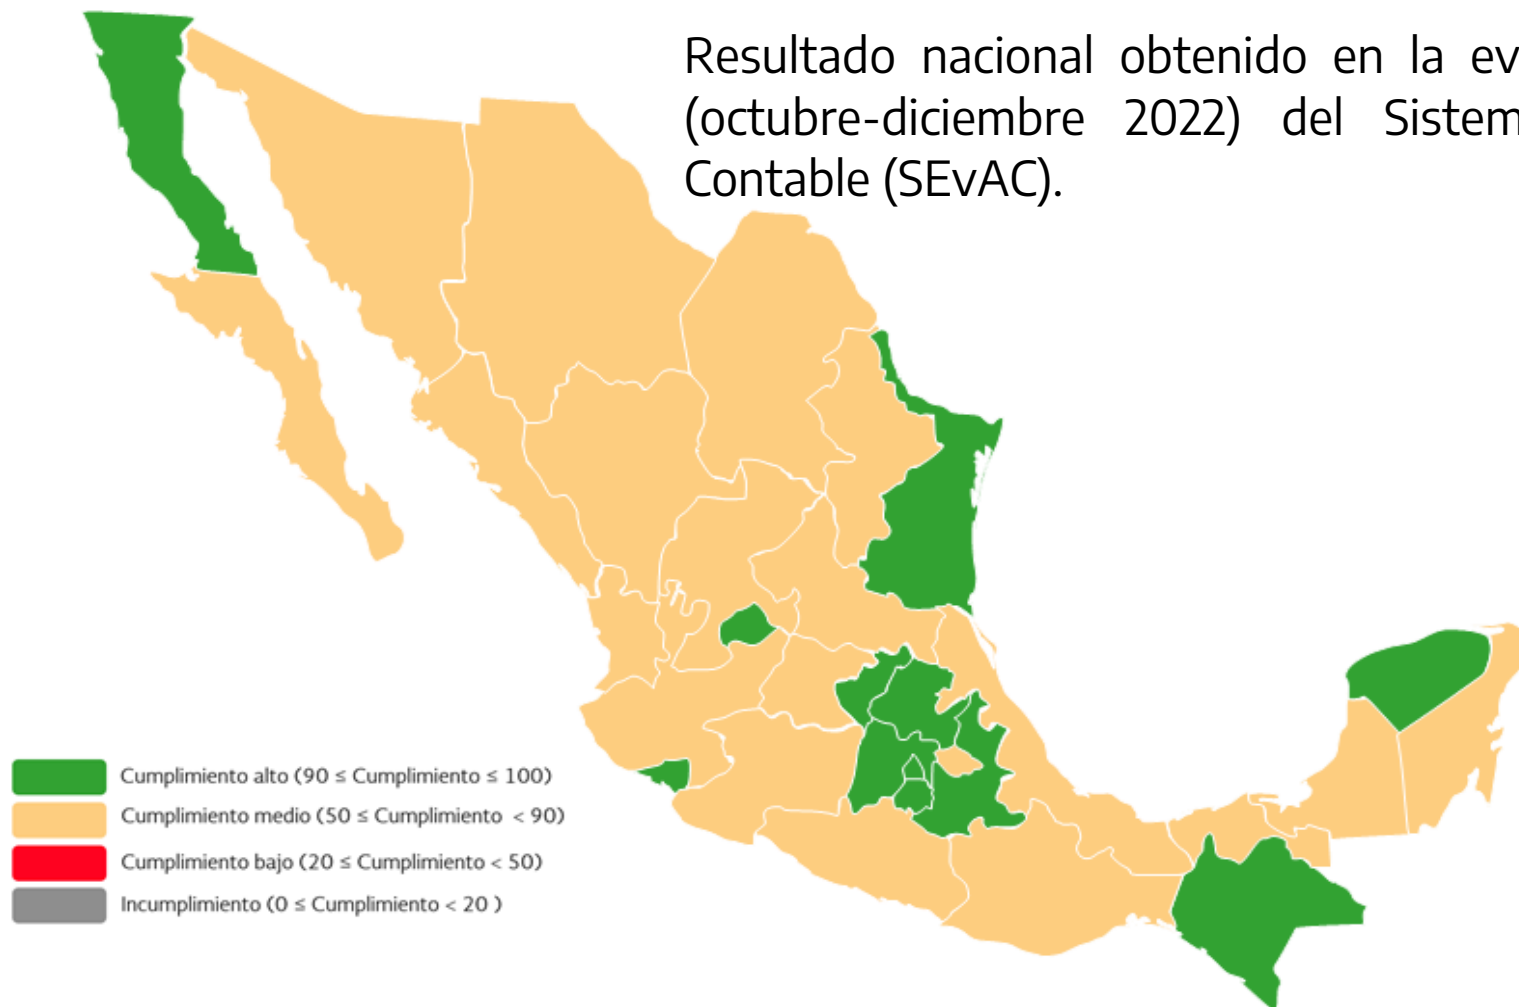 Resultado nacional obtenido en la ev
(octubre-diciembre 2022) del Sistem
Contable (SEvAC).
Cumplimiento alto (90 ≤ Cumplimiento ≤ 100)
Cumplimiento medio (50 ≤ Cumplimiento < 90)
Cumplimiento bajo (20 ≤ Cumplimiento < 50)
Incumplimiento (0 ≤ Cumplimiento < 20 )